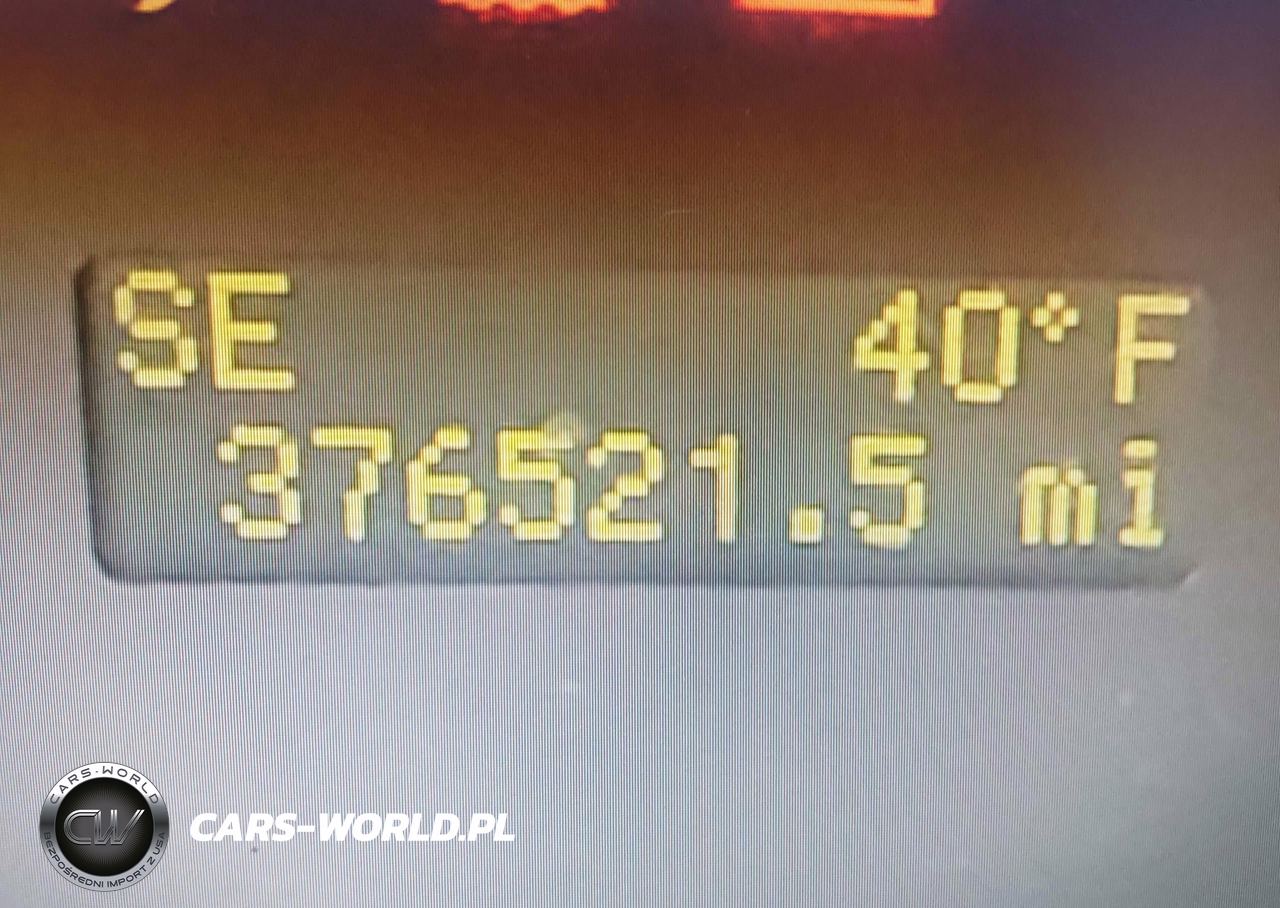 SE 40°F
376521.5 mi
CARS-WORLD
CW
BEZPOŚREDNI IMPORT Z USA
CARS-WORLD.PL